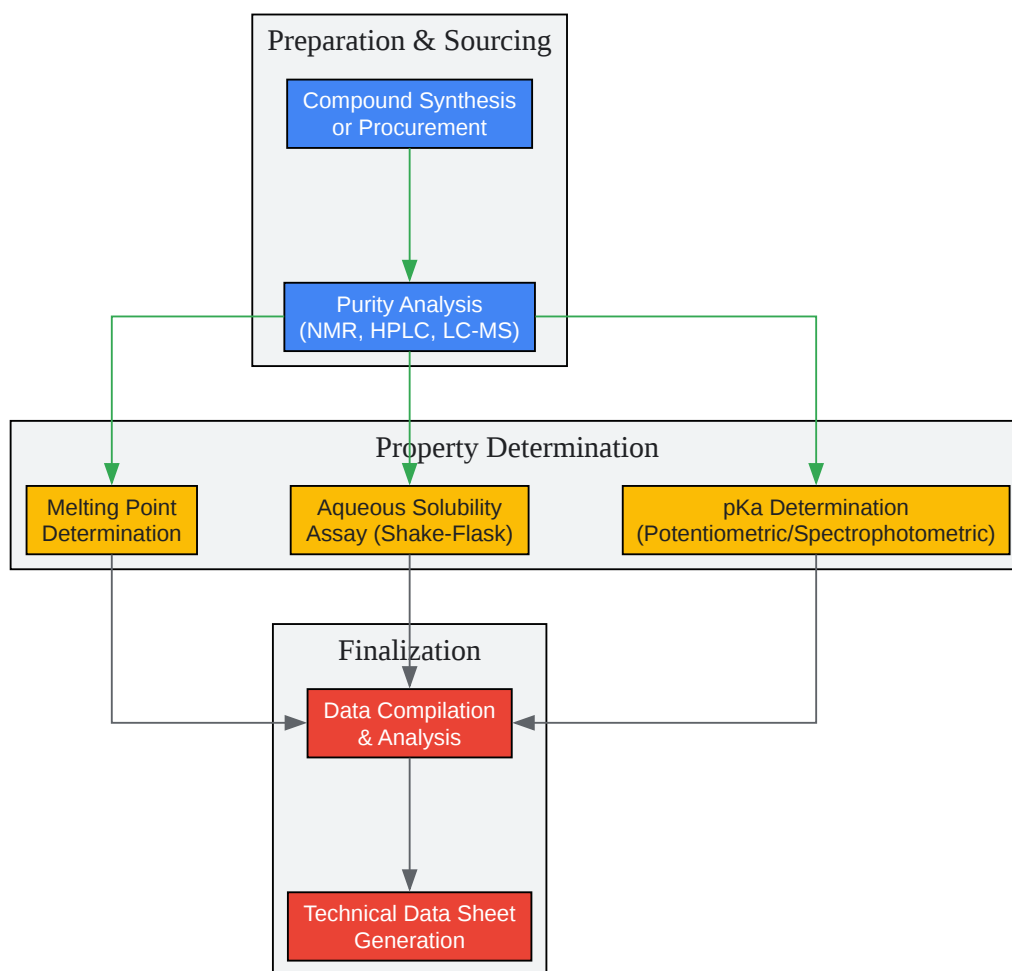 Preparation & Sourcing
Compound Synthesis
or Procurement
Purity Analysis
(NMR, HPLC, LC-MS)
Property Determination
Melting Point
Determination
Aqueous Solubility
Assay (Shake-Flask)
pKa Determination
(Potentiometric/Spectrophotometric)
Finalization
Data Compilation
& Analysis
Technical Data Sheet
Generation